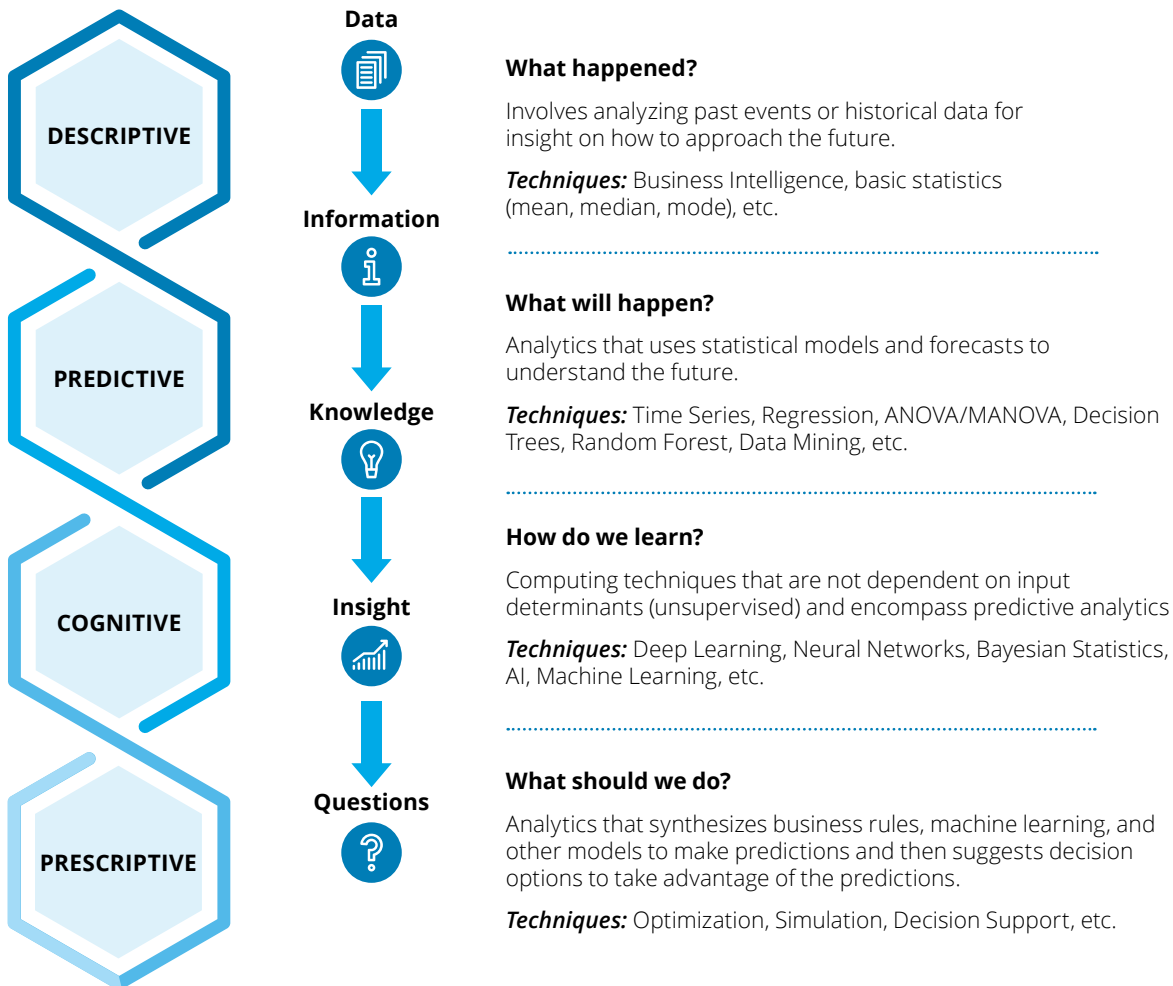 DESCRIPTIVE
PREDICTIVE
COGNITIVE
PRESCRIPTIVE
Data
Information
Knowledge
Insight
Questions
What happened?
Involves analyzing past events or historical data for
insight on how to approach the future.
Techniques: Business Intelligence, basic statistics
(mean, median, mode), etc.
What will happen?
Analytics that uses statistical models and forecasts to
understand the future.
Techniques: Time Series, Regression, ANOVA/MANOVA, Decision
Trees, Random Forest, Data Mining, etc.
How do we learn?
Computing techniques that are not dependent on input
determinants (unsupervised) and encompass predictive analytics
Techniques: Deep Learning, Neural Networks, Bayesian Statistics,
AI, Machine Learning, etc.
What should we do?
Analytics that synthesizes business rules, machine learning, and
other models to make predictions and then suggests decision
options to take advantage of the predictions.
Techniques: Optimization, Simulation, Decision Support, etc.